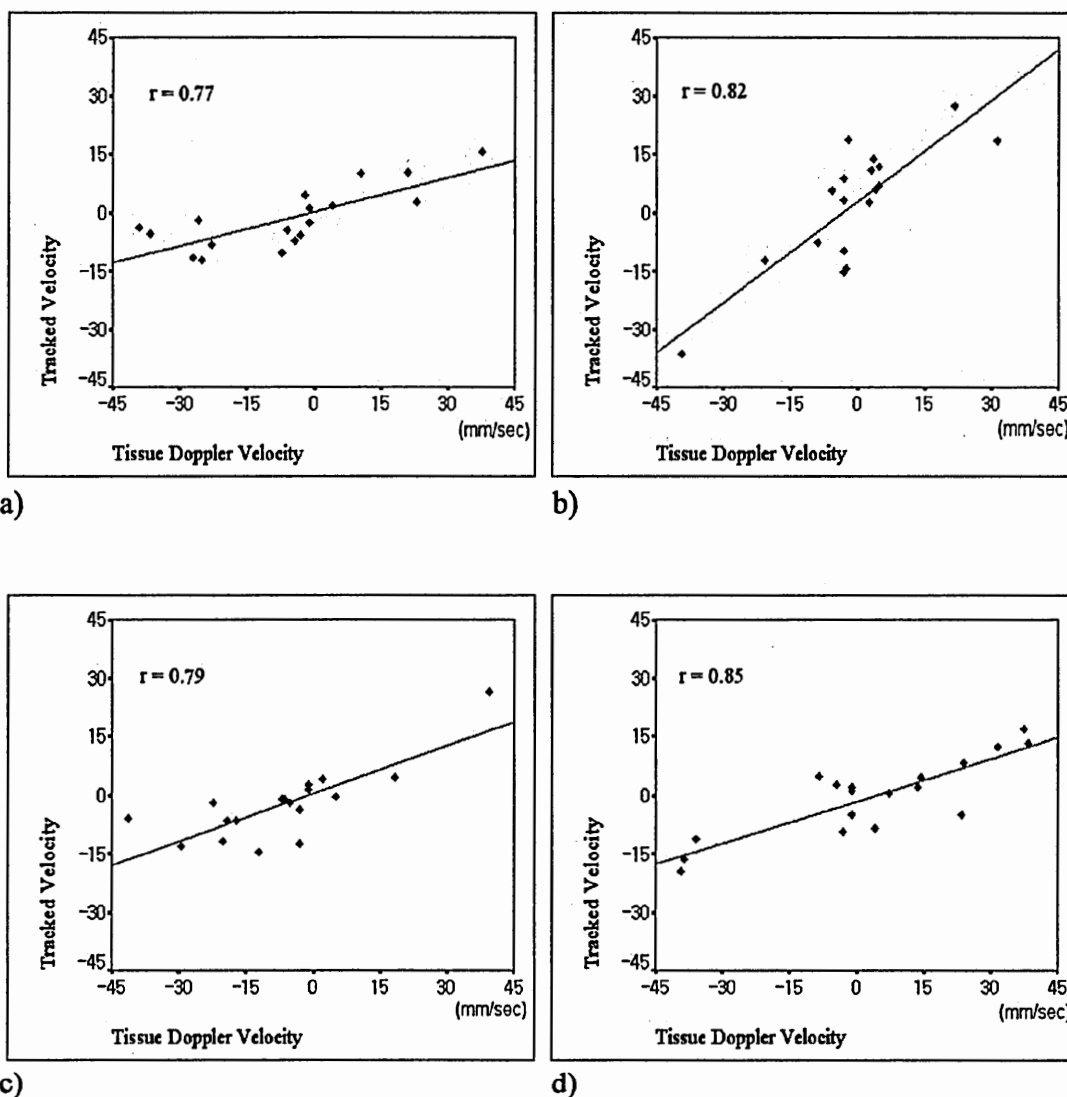 45
30
15
0
-15
-30
-45
Tracked Velocity
r = 0.77
-45 -30 -15 0 15 30 45
(mm/sec)
Tissue Doppler Velocity
a)
45
30
15
0
-15
-30
-45
Tracked Velocity
r = 0.82
-45 -30 -15 0 15 30 45
(mm/sec)
Tissue Doppler Velocity
b)
45
30
15
0
-15
-30
-45
Tracked Velocity
r = 0.79
-45 -30 -15 0 15 30 45
(mm/sec)
Tissue Doppler Velocity
c)
45
30
15
0
-15
-30
-45
Tracked Velocity
r = 0.85
-45 -30 -15 0 15 30 45
(mm/sec)
Tissue Doppler Velocity
d)